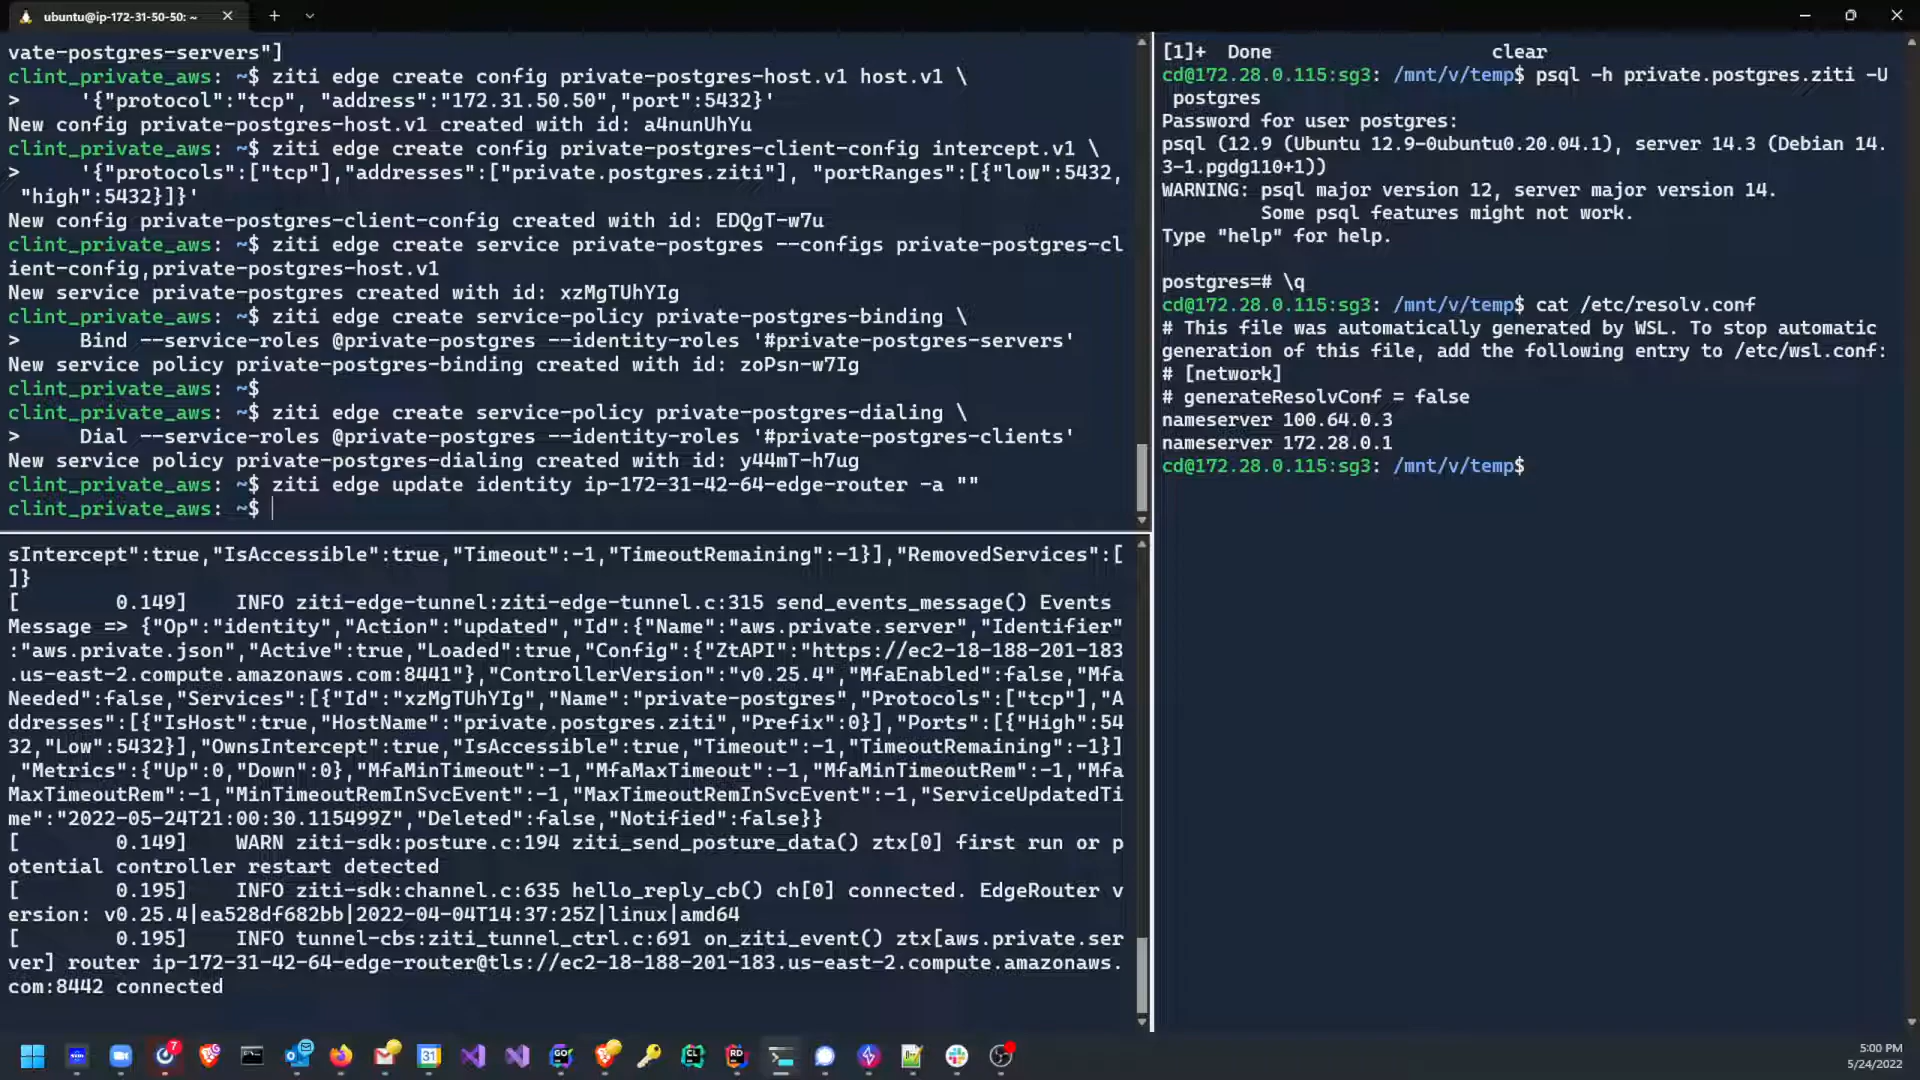 ubuntu@ip-172-31-50-50: ~
vate-postgres-servers"]
clint_private_aws: ~$ ziti edge create config private-postgres-host.v1 host.v1 \
>     '{"protocol":"tcp", "address":"172.31.50.50","port":5432}'
New config private-postgres-host.v1 created with id: a4nunUhYu
clint_private_aws: ~$ ziti edge create config private-postgres-client-config intercept.v1 \
>     '{"protocols":["tcp"],"addresses":["private.postgres.ziti"], "portRanges":[{"low":5432,
"high":5432}]}'
New config private-postgres-client-config created with id: EDQgT-w7u
clint_private_aws: ~$ ziti edge create service private-postgres --configs private-postgres-cl
ient-config,private-postgres-host.v1
New service private-postgres created with id: xzMgTUhYIg
clint_private_aws: ~$ ziti edge create service-policy private-postgres-binding \
>     Bind --service-roles @private-postgres --identity-roles '#private-postgres-servers'
New service policy private-postgres-binding created with id: zoPsn-w7Ig
clint_private_aws: ~$
clint_private_aws: ~$ ziti edge create service-policy private-postgres-dialing \
>     Dial --service-roles @private-postgres --identity-roles '#private-postgres-clients'
New service policy private-postgres-dialing created with id: y44mT-h7ug
clint_private_aws: ~$ ziti edge update identity ip-172-31-42-64-edge-router -a ""
clint_private_aws: ~$
sIntercept":true,"IsAccessible":true,"Timeout":-1,"TimeoutRemaining":-1}],"RemovedServices":[
]}
[        0.149]    INFO ziti-edge-tunnel:ziti-edge-tunnel.c:315 send_events_message() Events
Message => {"Op":"identity","Action":"updated","Id":{"Name":"aws.private.server","Identifier"
:"aws.private.json","Active":true,"Loaded":true,"Config":{"ZtAPI":"https://ec2-18-188-201-183
.us-east-2.compute.amazonaws.com:8441"},"ControllerVersion":"v0.25.4","MfaEnabled":false,"Mfa
Needed":false,"Services":[{"Id":"xzMgTUhYIg","Name":"private-postgres","Protocols":["tcp"],"A
ddresses":[{"IsHost":true,"HostName":"private.postgres.ziti","Prefix":0}],"Ports":[{"High":54
32,"Low":5432}],"OwnsIntercept":true,"IsAccessible":true,"Timeout":-1,"TimeoutRemaining":-1}]
,"Metrics":{"Up":0,"Down":0},"MfaMinTimeout":-1,"MfaMaxTimeout":-1,"MfaMinTimeoutRem":-1,"Mfa
MaxTimeoutRem":-1,"MinTimeoutRemInSvcEvent":-1,"MaxTimeoutRemInSvcEvent":-1,"ServiceUpdatedTi
me":"2022-05-24T21:00:30.115499Z","Deleted":false,"Notified":false}}
[        0.149]    WARN ziti-sdk:posture.c:194 ziti_send_posture_data() ztx[0] first run or p
otential controller restart detected
[        0.195]    INFO ziti-sdk:channel.c:635 hello_reply_cb() ch[0] connected. EdgeRouter v
ersion: v0.25.4|ea528df682bb|2022-04-04T14:37:25Z|linux|amd64
[        0.195]    INFO tunnel-cbs:ziti_tunnel_ctrl.c:691 on_ziti_event() ztx[aws.private.ser
ver] router ip-172-31-42-64-edge-router@tls://ec2-18-188-201-183.us-east-2.compute.amazonaws.
com:8442 connected
[1]+  Done                    clear
cd@172.28.0.115:sg3: /mnt/v/temp$ psql -h private.postgres.ziti -U
postgres
Password for user postgres:
psql (12.9 (Ubuntu 12.9-0ubuntu0.20.04.1), server 14.3 (Debian 14.
3-1.pgdg110+1))
WARNING: psql major version 12, server major version 14.
Some psql features might not work.
Type "help" for help.
postgres=# \q
cd@172.28.0.115:sg3: /mnt/v/temp$ cat /etc/resolv.conf
# This file was automatically generated by WSL. To stop automatic
generation of this file, add the following entry to /etc/wsl.conf:
# [network]
# generateResolvConf = false
nameserver 100.64.0.3
nameserver 172.28.0.1
cd@172.28.0.115:sg3: /mnt/v/temp$
5:00 PM
5/24/2022